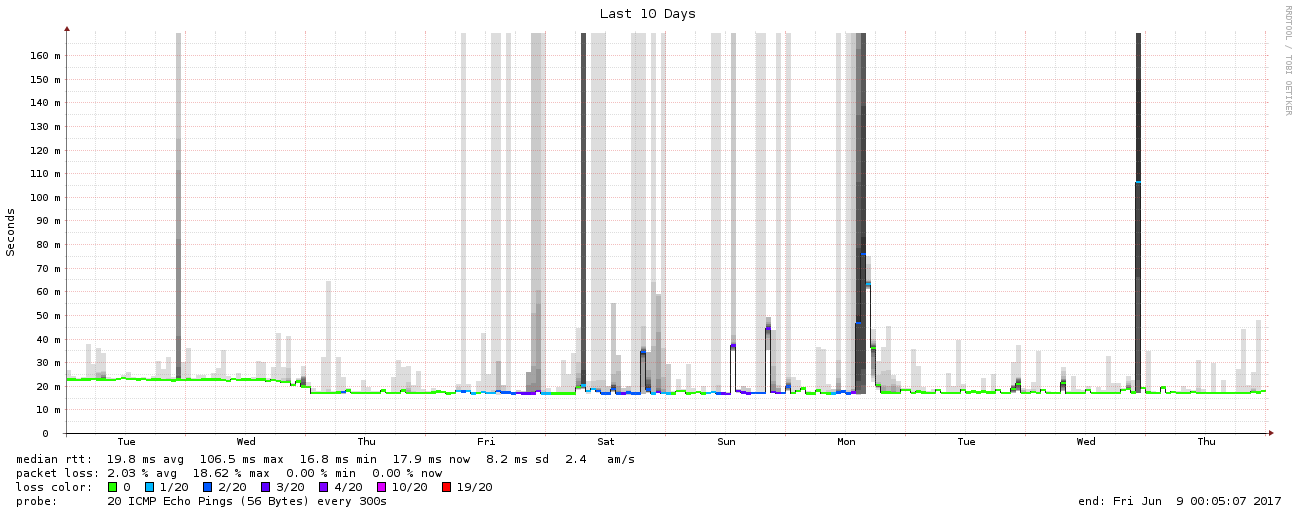 Last 10 Days
RRDTOOL / TOBI OETIKER
Seconds
160 m
150 m
140 m
130 m
120 m
110 m
100 m
90 m
80 m
70 m
60 m
50 m
40 m
30 m
20 m
10 m
0
Tue Wed Thu Fri Sat Sun Mon Tue Wed Thu
median rtt: 19.8 ms avg 106.5 ms max 16.8 ms min 17.9 ms now 8.2 ms sd 2.4 am/s
packet loss: 2.03 % avg 18.62 % max 0.00 % min 0.00 % now
loss color: 0 1/20 2/20 3/20 4/20 10/20 19/20
probe: 20 ICMP Echo Pings (56 Bytes) every 300s end: Fri Jun 9 00:05:07 2017